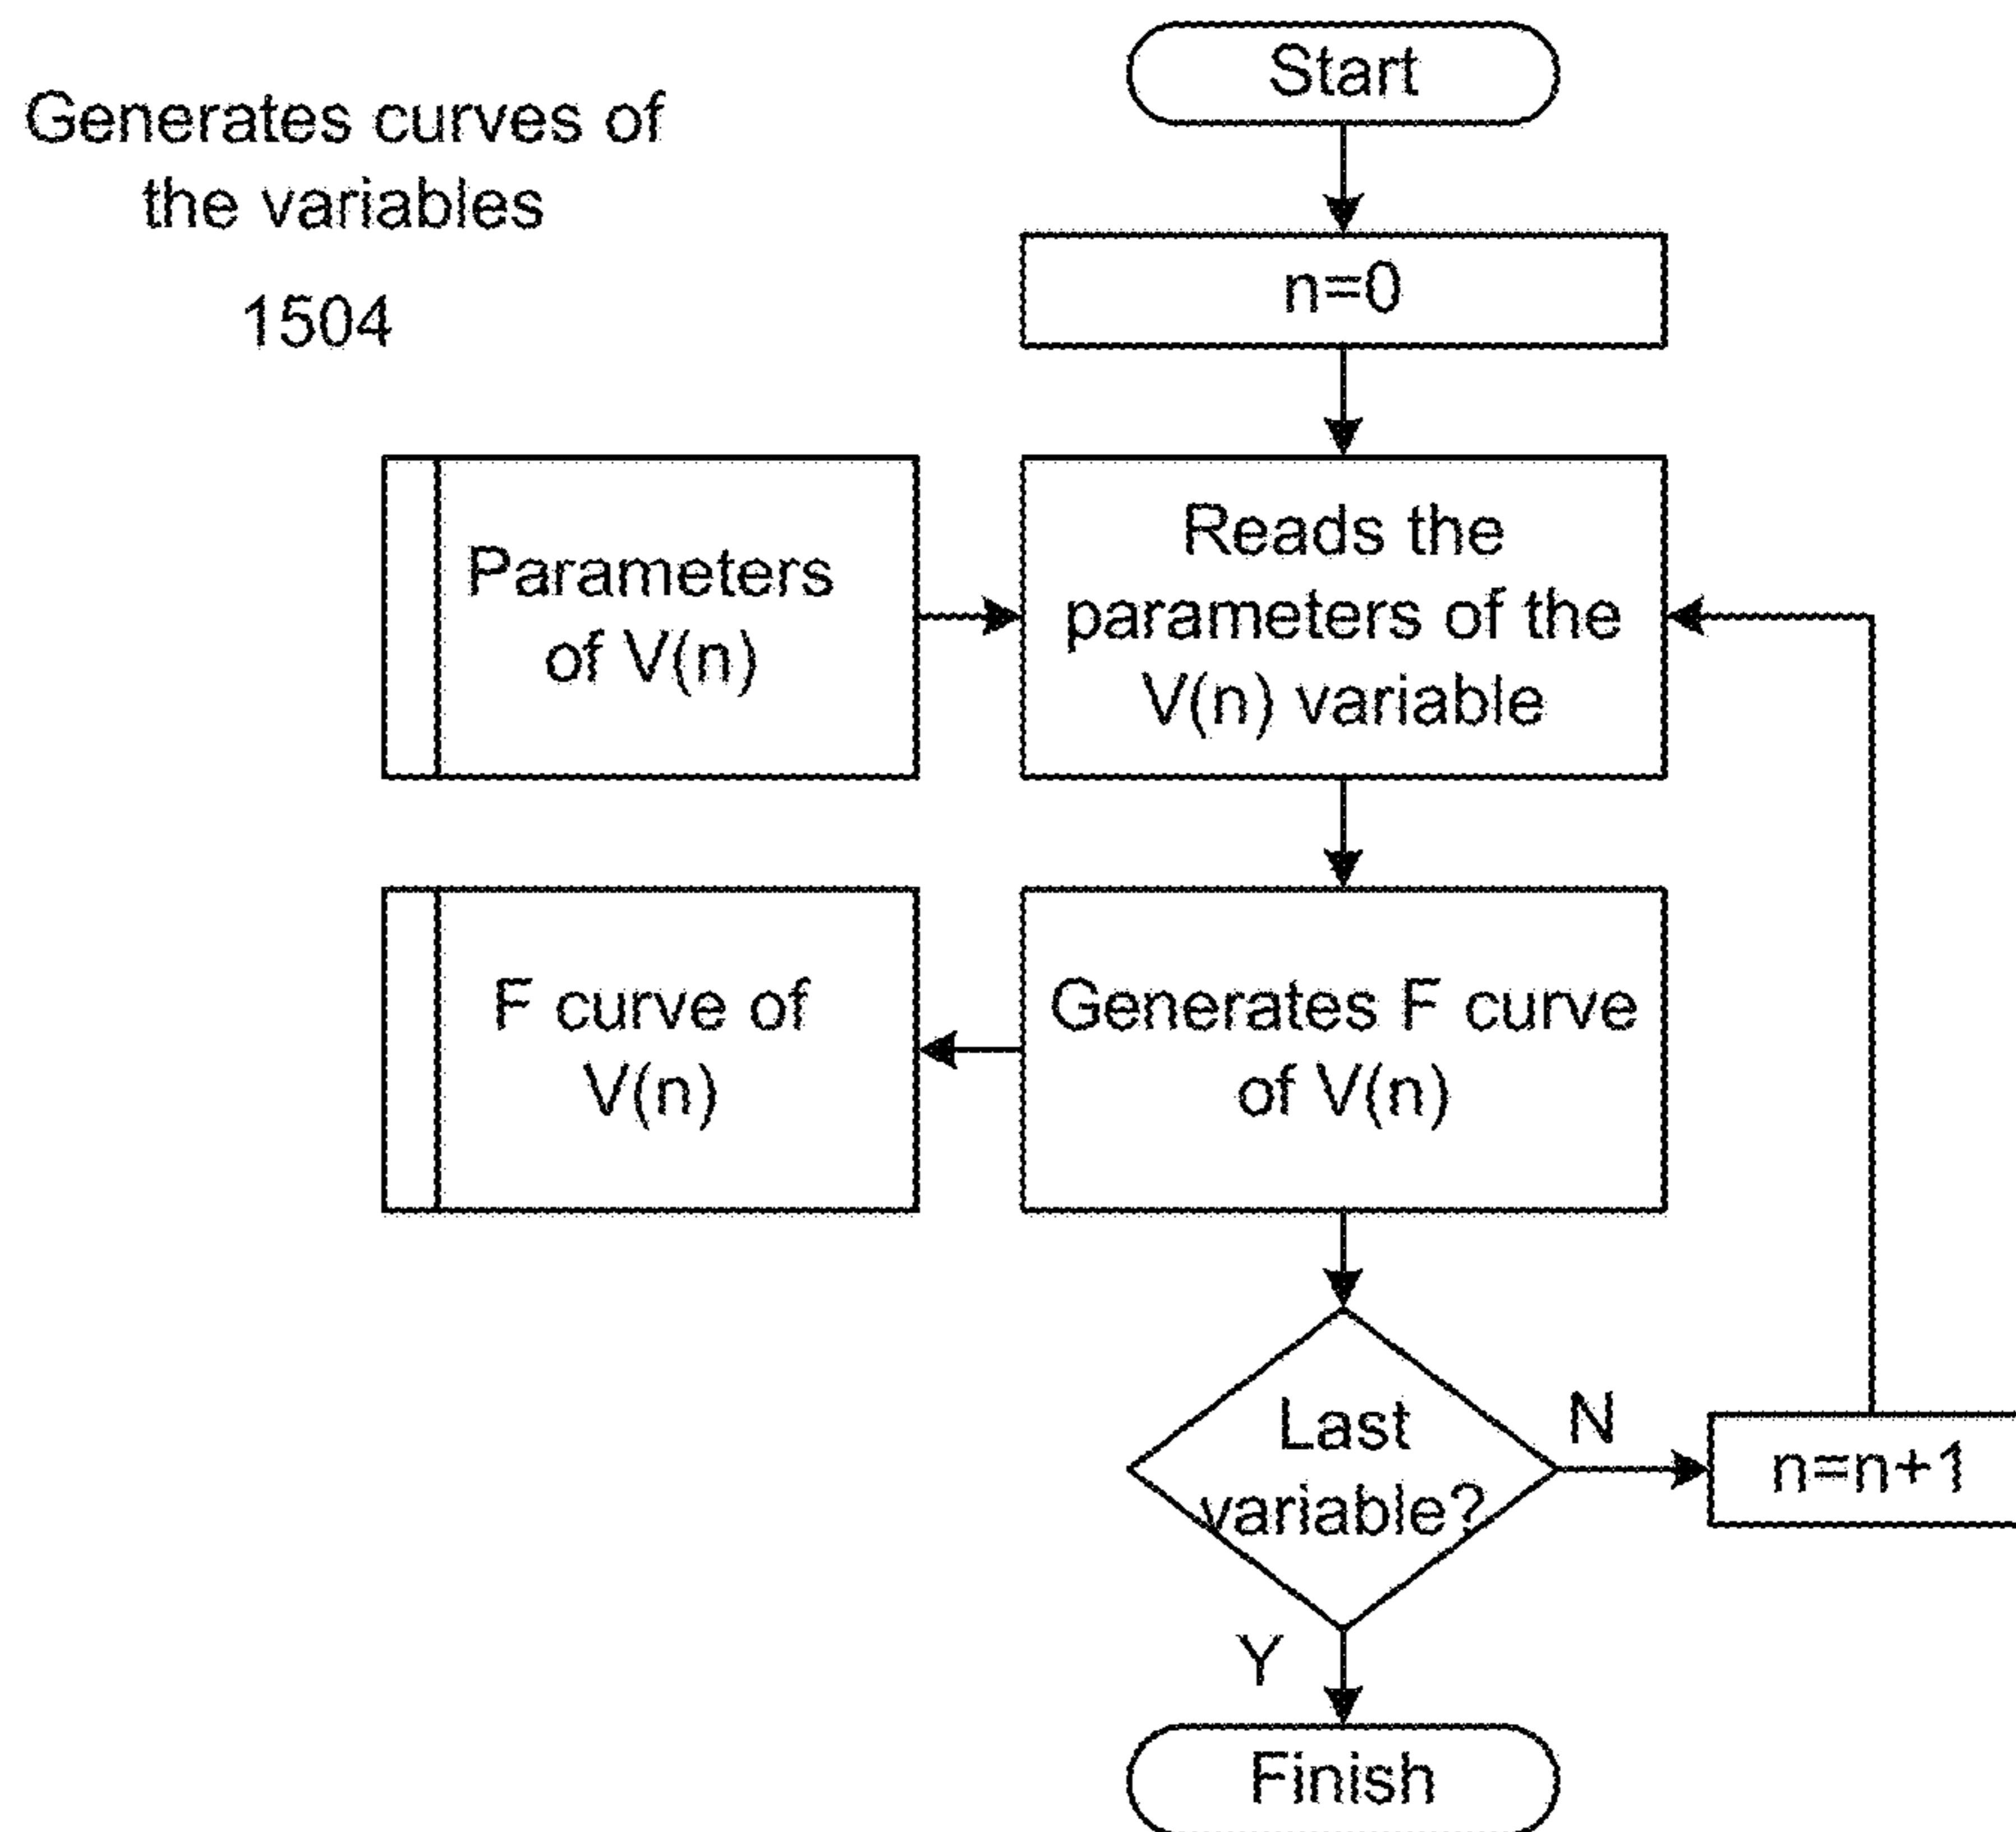 Generates curves of
the variables
1504
Start
n=0
Parameters
of V(n)
Reads the
parameters of the
V(n) variable
F curve of
V(n)
Generates F curve
of V(n)
Last
variable?
N
n=n+1
Y
Finish